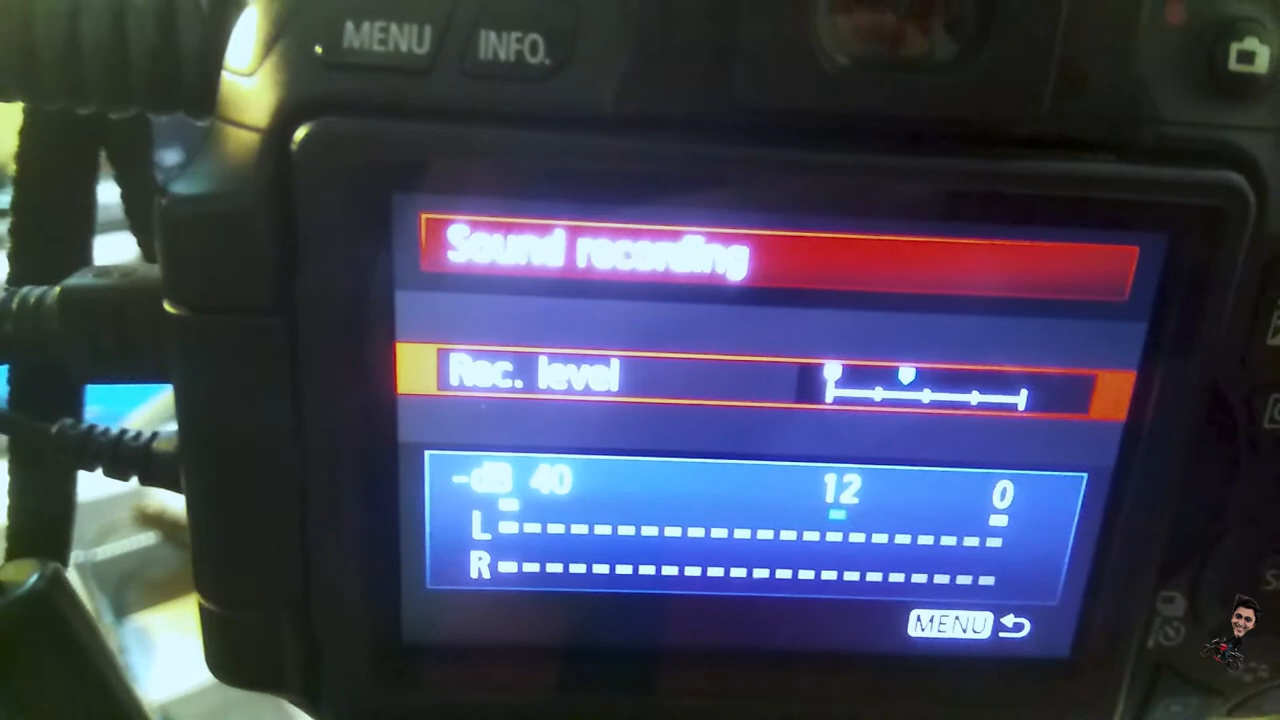 MENU INFO.
Sound recording
Rec. level
-dB 40 12 0
L
R
MENU